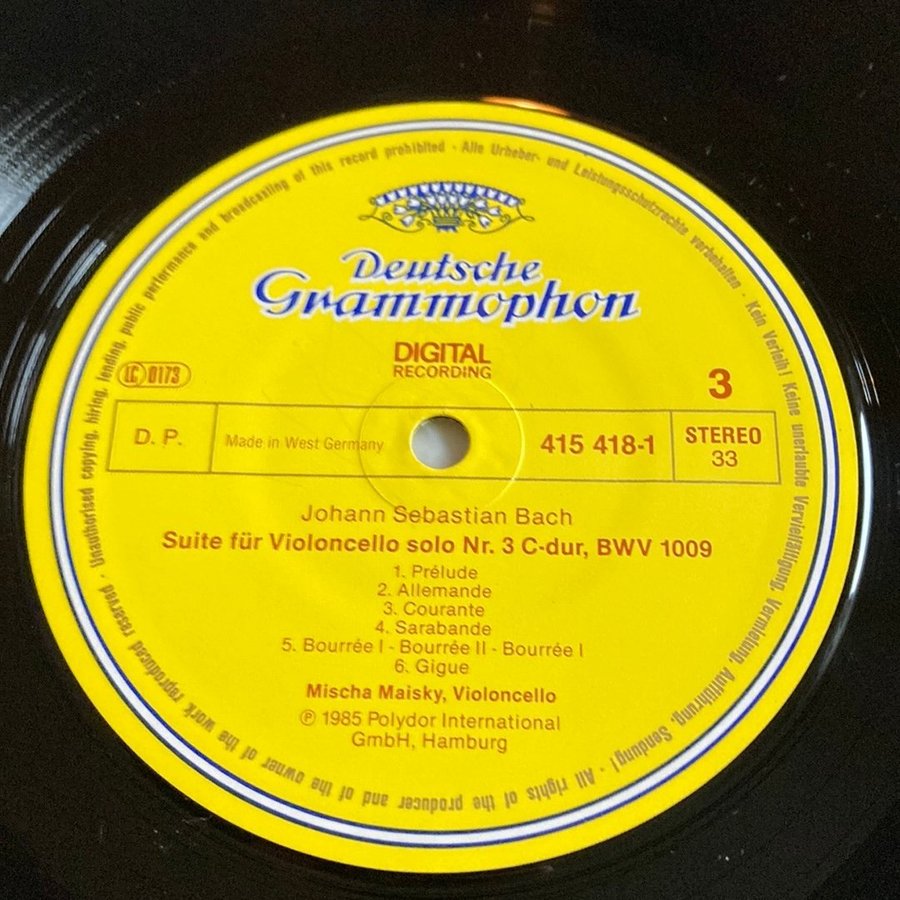 Deutsche
Grammophon
DIGITAL
RECORDING
LC 0173
3
D. P.
Made in West Germany
415 418-1
STEREO
33
Johann Sebastian Bach
Suite für Violoncello solo Nr. 3 C-dur, BWV 1009
1. Prélude
2. Allemande
3. Courante
4. Sarabande
5. Bourrée I - Bourrée II - Bourrée I
6. Gigue
Mischa Maisky, Violoncello
℗ 1985 Polydor International
GmbH, Hamburg
Alle Urheber- und Leistungsschutzrechte vorbehalten · Kein Verleih! Keine unerlaubte Vervielfältigung, Vermietung, Aufführung, Sendung! · All rights of the producer and of the owner of the work reproduced reserved · Unauthorised copying, hiring, lending, public performance and broadcasting of this record prohibited ·